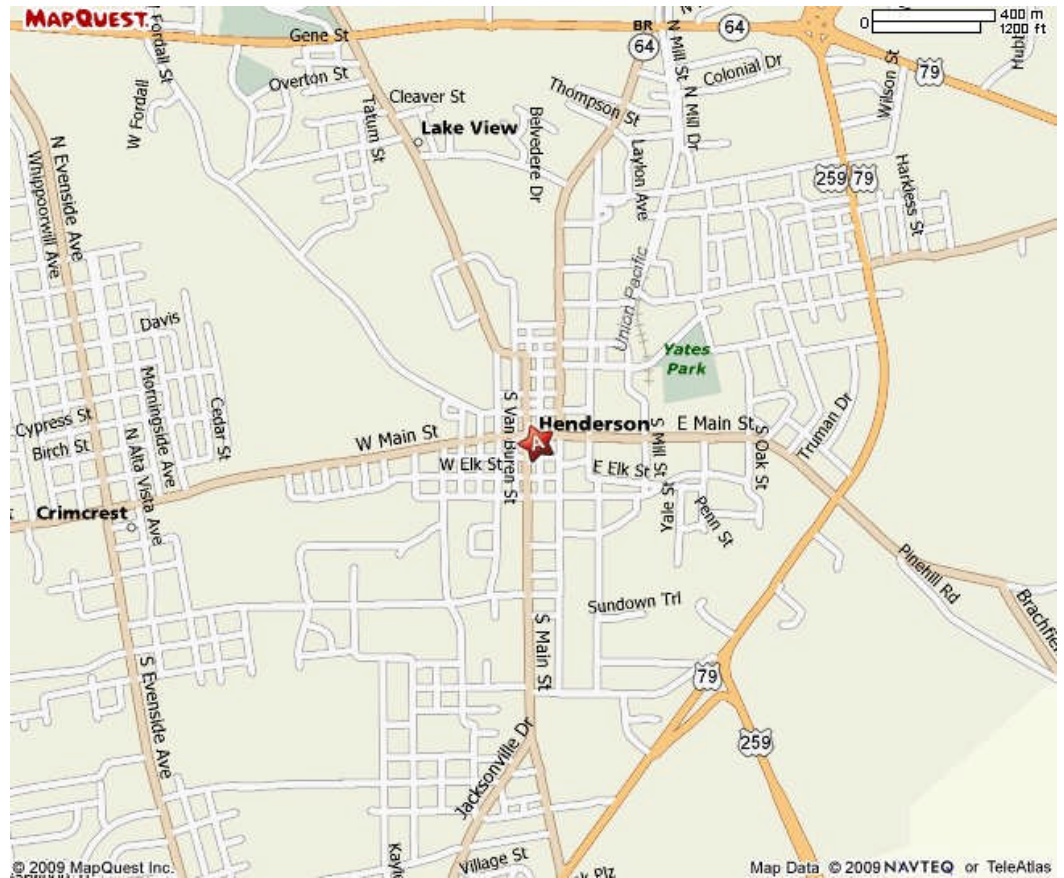 MAPQUEST.
400 m
0
1200 ft
BR
64
64
N Mill St
79
Gene St
Overton St
Tatum St
Cleaver St
Lake View
Belvedere Dr
Thompson St
Colonial Dr
N Mill Dr
Wilson St
Laylon Ave
259
79
Harkless St
N Evenside Ave
Whippoorwill Ave
Union Pacific
Yates
Park
Davis
Morningside Ave
Cedar St
Cypress St
Birch St
N Alta Vista Ave
W Main St
W Elk St
S Van Buren St
A
Henderson
E Main St
E Elk St
S Mill St
Yale St
Penn St
S Oak St
Truman Dr
Crimcrest
Pinehill Rd
Sundown Trl
S Main St
S Evenside Ave
79
259
Jacksonville Dr
Village St
© 2009 MapQuest Inc.
Plz
Map Data © 2009 NAVTEQ or TeleAtlas